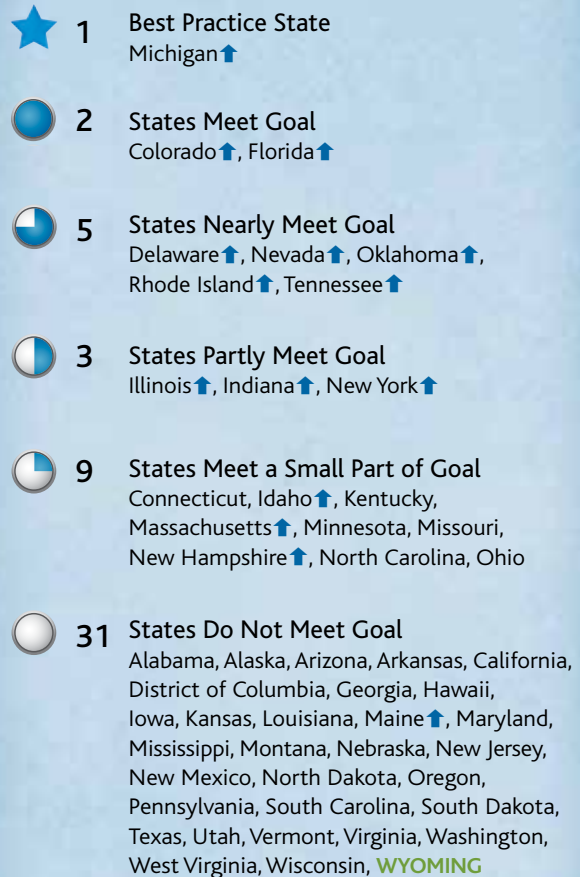 1 Best Practice State
Michigan⬆
2 States Meet Goal
Colorado⬆, Florida⬆
5 States Nearly Meet Goal
Delaware⬆, Nevada⬆, Oklahoma⬆,
Rhode Island⬆, Tennessee⬆
3 States Partly Meet Goal
Illinois⬆, Indiana⬆, New York⬆
9 States Meet a Small Part of Goal
Connecticut, Idaho⬆, Kentucky,
Massachusetts⬆, Minnesota, Missouri,
New Hampshire⬆, North Carolina, Ohio
31 States Do Not Meet Goal
Alabama, Alaska, Arizona, Arkansas, California,
District of Columbia, Georgia, Hawaii,
Iowa, Kansas, Louisiana, Maine⬆, Maryland,
Mississippi, Montana, Nebraska, New Jersey,
New Mexico, North Dakota, Oregon,
Pennsylvania, South Carolina, South Dakota,
Texas, Utah, Vermont, Virginia, Washington,
West Virginia, Wisconsin, WYOMING